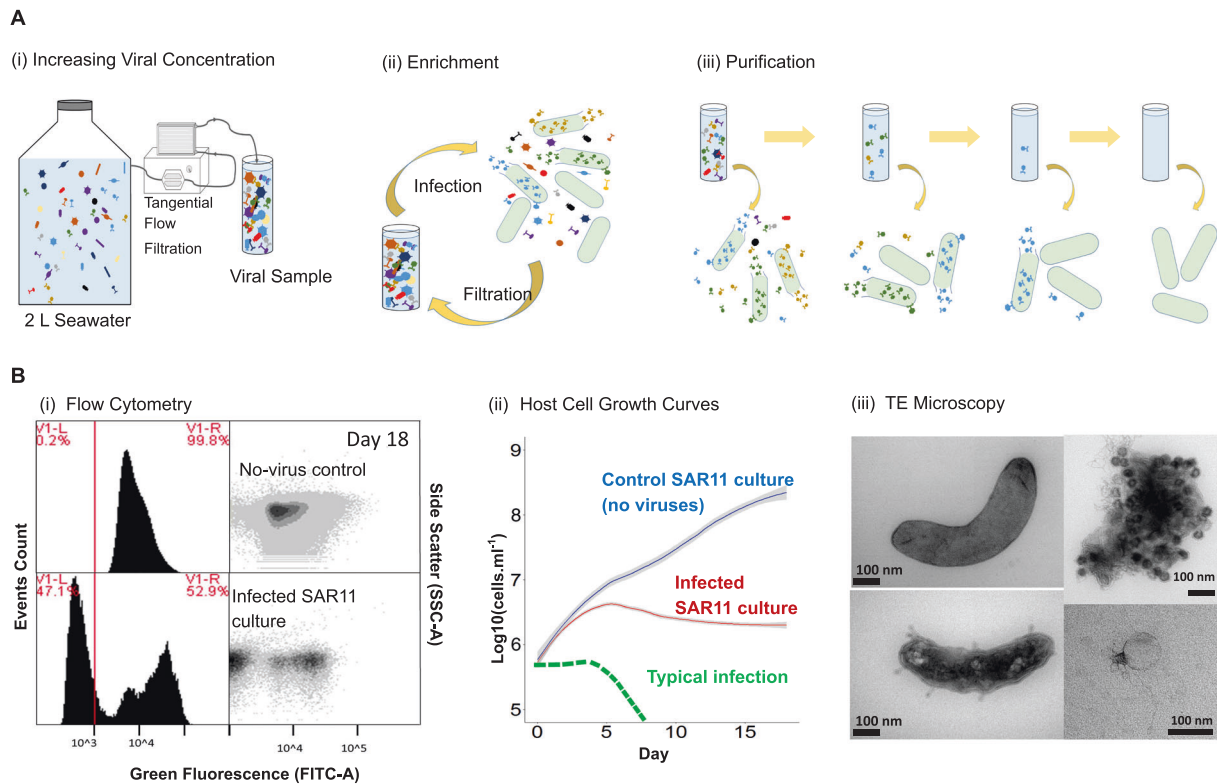 A
(i) Increasing Viral Concentration
(ii) Enrichment
(iii) Purification
Tangential
Flow
Filtration
Viral Sample
2 L Seawater
Infection
Filtration
B
(i) Flow Cytometry
(ii) Host Cell Growth Curves
(iii) TE Microscopy
V1-L
0.2%
V1-R
99.8%
Day 18
No-virus control
V1-L
47.1%
V1-R
52.9%
Infected SAR11
culture
Events Count
Side Scatter (SSC-A)
10^3
10^4
10^4
10^5
Green Fluorescence (FITC-A)
Log10(cells.ml⁻¹)
9
8
7
6
5
Control SAR11 culture
(no viruses)
Infected
SAR11 culture
Typical infection
0
5
10
15
Day
100 nm
100 nm
100 nm
100 nm